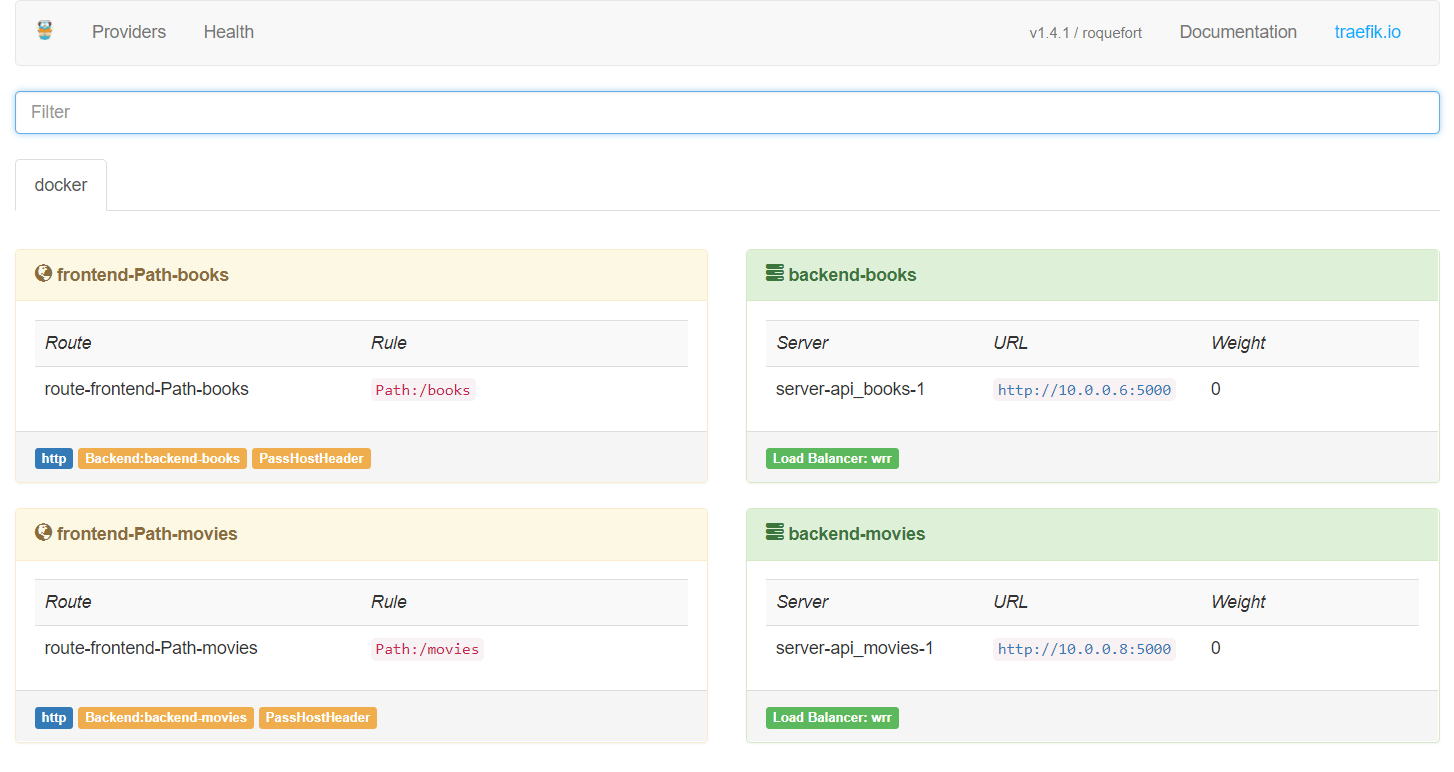 Providers Health v1.4.1 / roquefort Documentation traefik.io
Filter
docker
frontend-Path-books
Route Rule
route-frontend-Path-books Path:/books
http Backend:backend-books PassHostHeader
backend-books
Server URL Weight
server-api_books-1 http://10.0.0.6:5000 0
Load Balancer: wrr
frontend-Path-movies
Route Rule
route-frontend-Path-movies Path:/movies
http Backend:backend-movies PassHostHeader
backend-movies
Server URL Weight
server-api_movies-1 http://10.0.0.8:5000 0
Load Balancer: wrr